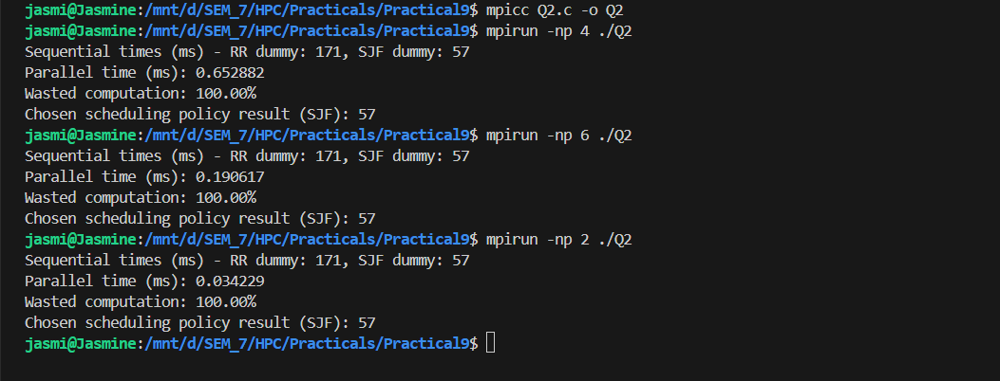 jasmi@Jasmine:/mnt/d/SEM_7/HPC/Practicals/Practical9$ mpicc Q2.c -o Q2
jasmi@Jasmine:/mnt/d/SEM_7/HPC/Practicals/Practical9$ mpirun -np 4 ./Q2
Sequential times (ms) - RR dummy: 171, SJF dummy: 57
Parallel time (ms): 0.652882
Wasted computation: 100.00%
Chosen scheduling policy result (SJF): 57
jasmi@Jasmine:/mnt/d/SEM_7/HPC/Practicals/Practical9$ mpirun -np 6 ./Q2
Sequential times (ms) - RR dummy: 171, SJF dummy: 57
Parallel time (ms): 0.190617
Wasted computation: 100.00%
Chosen scheduling policy result (SJF): 57
jasmi@Jasmine:/mnt/d/SEM_7/HPC/Practicals/Practical9$ mpirun -np 2 ./Q2
Sequential times (ms) - RR dummy: 171, SJF dummy: 57
Parallel time (ms): 0.034229
Wasted computation: 100.00%
Chosen scheduling policy result (SJF): 57
jasmi@Jasmine:/mnt/d/SEM_7/HPC/Practicals/Practical9$